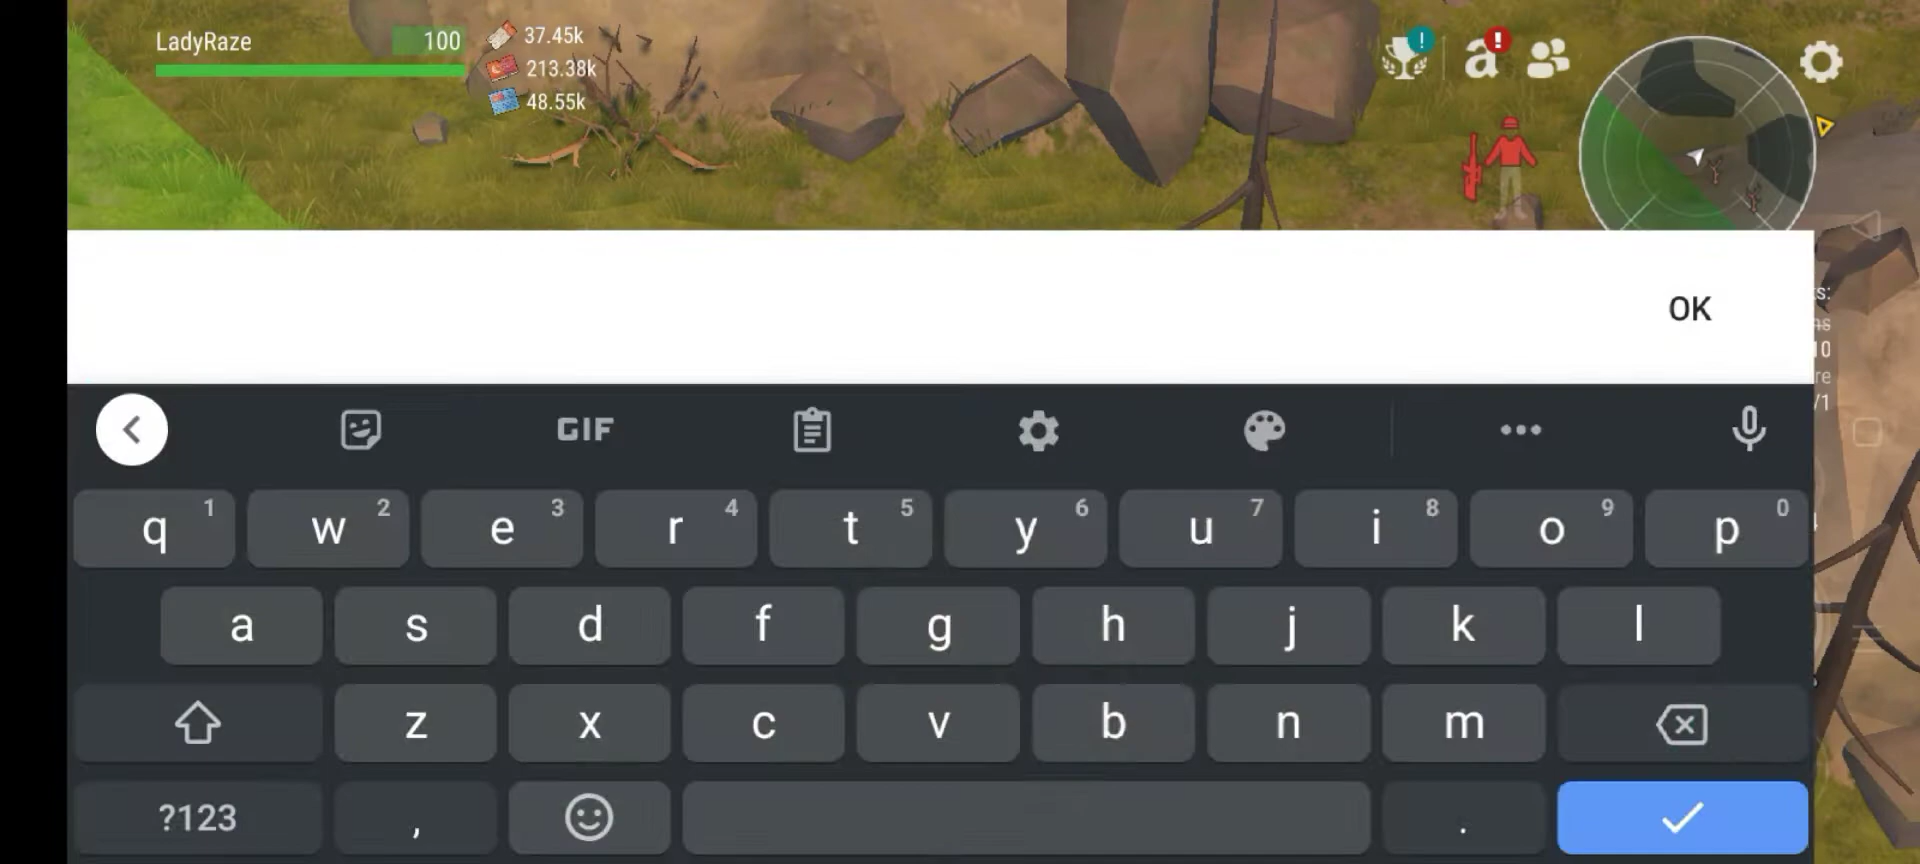 LadyRaze 100
37.45k
213.38k
48.55k
OK
GIF
q 1 w 2 e 3 r 4 t 5 y 6 u 7 i 8 o 9 p 0
a s d f g h j k l
z x c v b n m
?123 , .